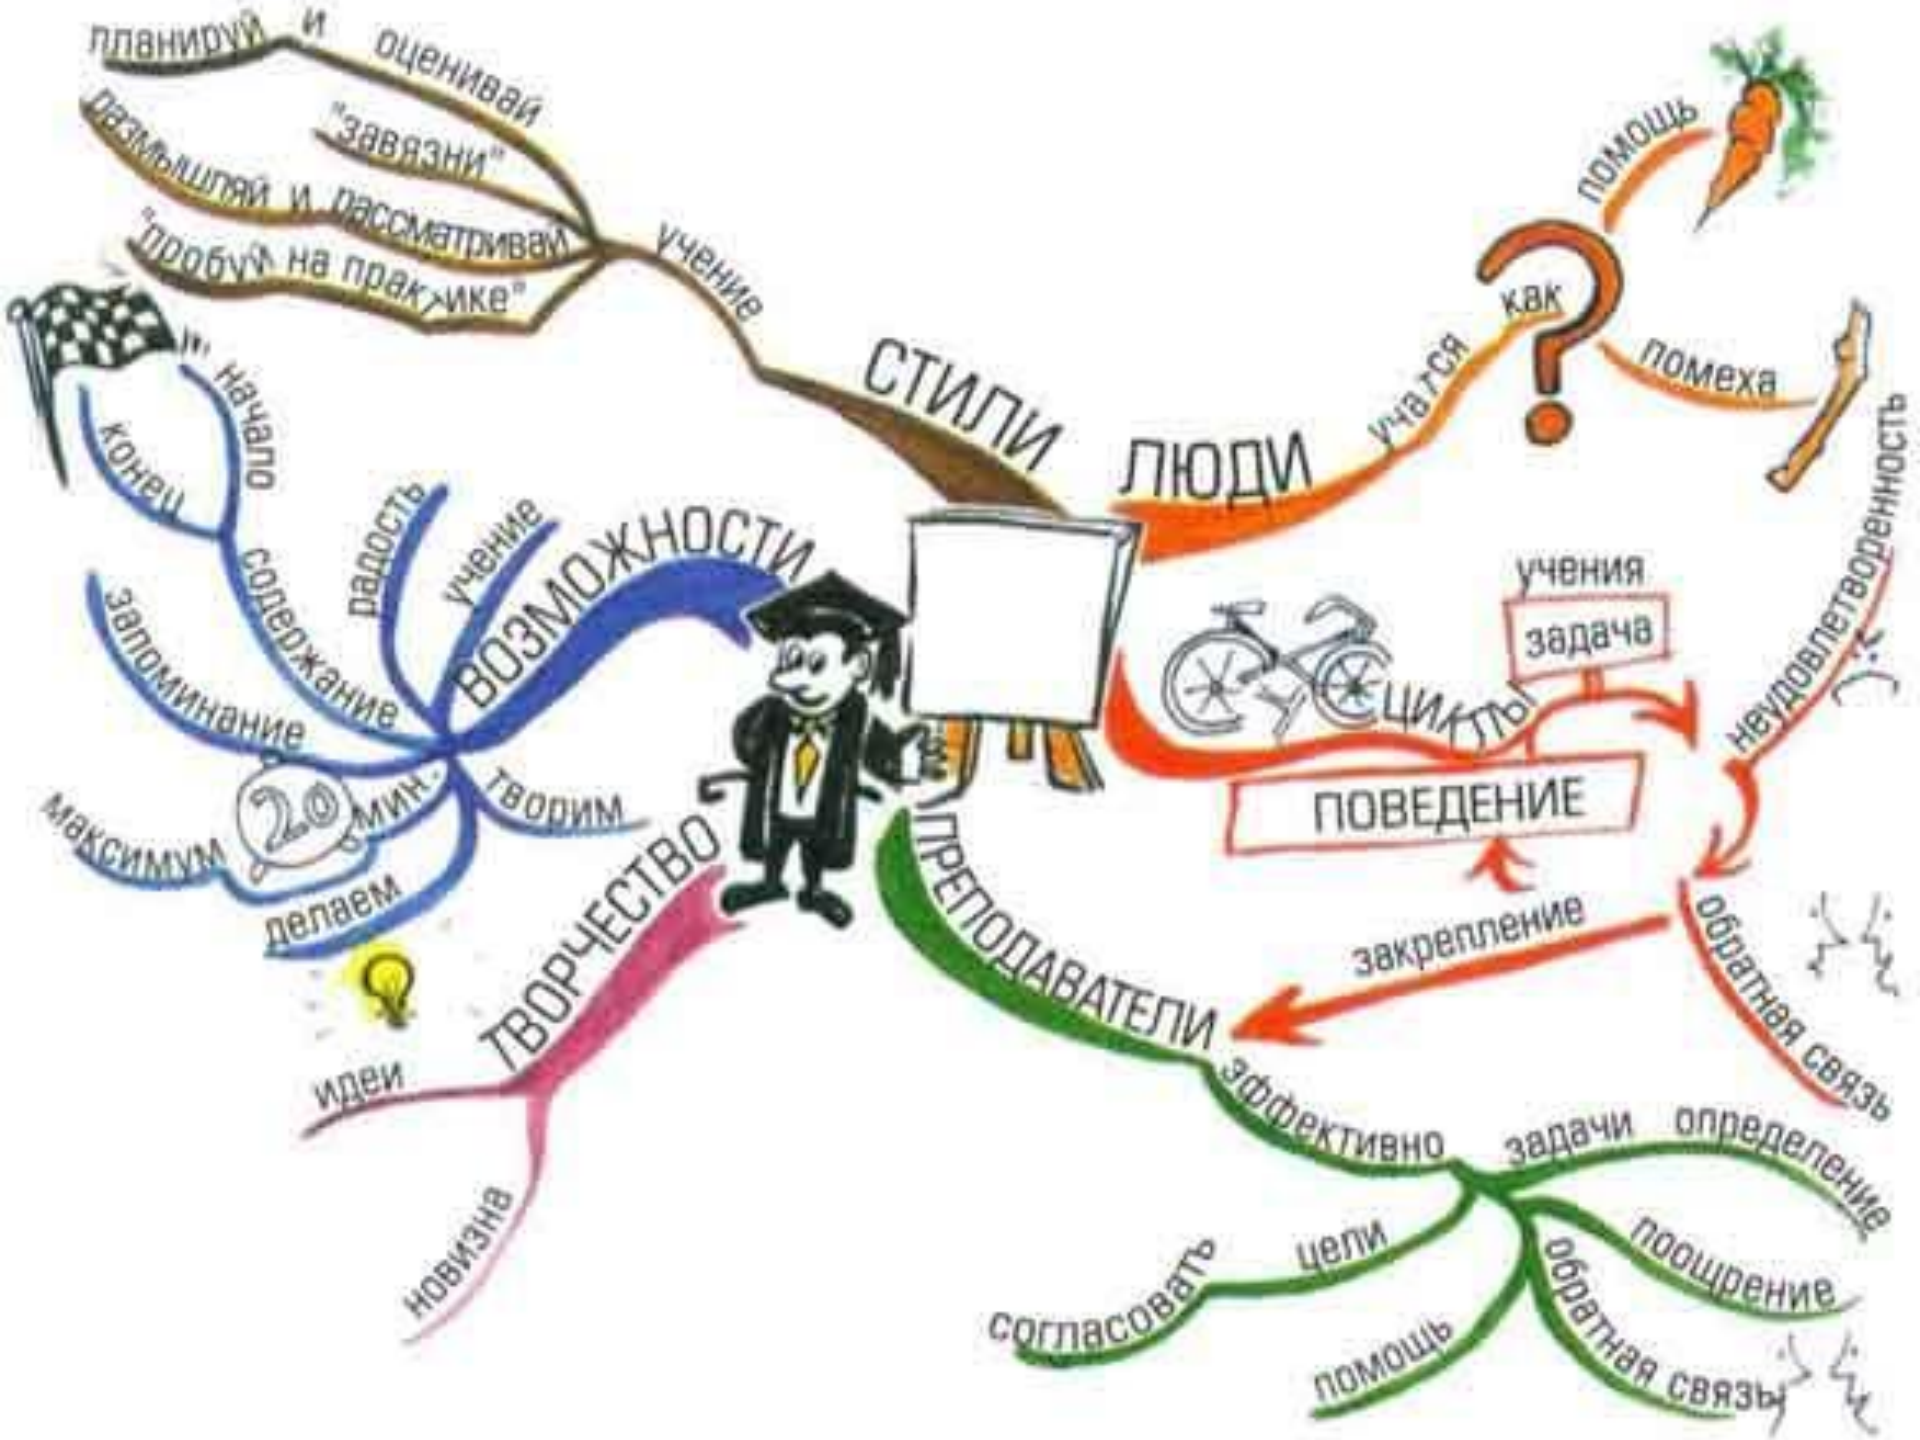 планируй и оценивай
"завязни"
размышляй и рассматривай
"пробуй на практике"
учение
СТИЛИ
ЛЮДИ
учатся
как
помощь
помеха
начало
конец
содержание
радость
учение
ВОЗМОЖНОСТИ
запоминание
20
мин.
максимум
делаем
творим
ТВОРЧЕСТВО
идеи
новизна
ЦИКЛЫ
учения
задача
неудовлетворенность
ПОВЕДЕНИЕ
закрепление
обратная связь
ПРЕПОДАВАТЕЛИ
эффективно
задачи определение
поощрение
обратная связь
помощь
цели
согласовать